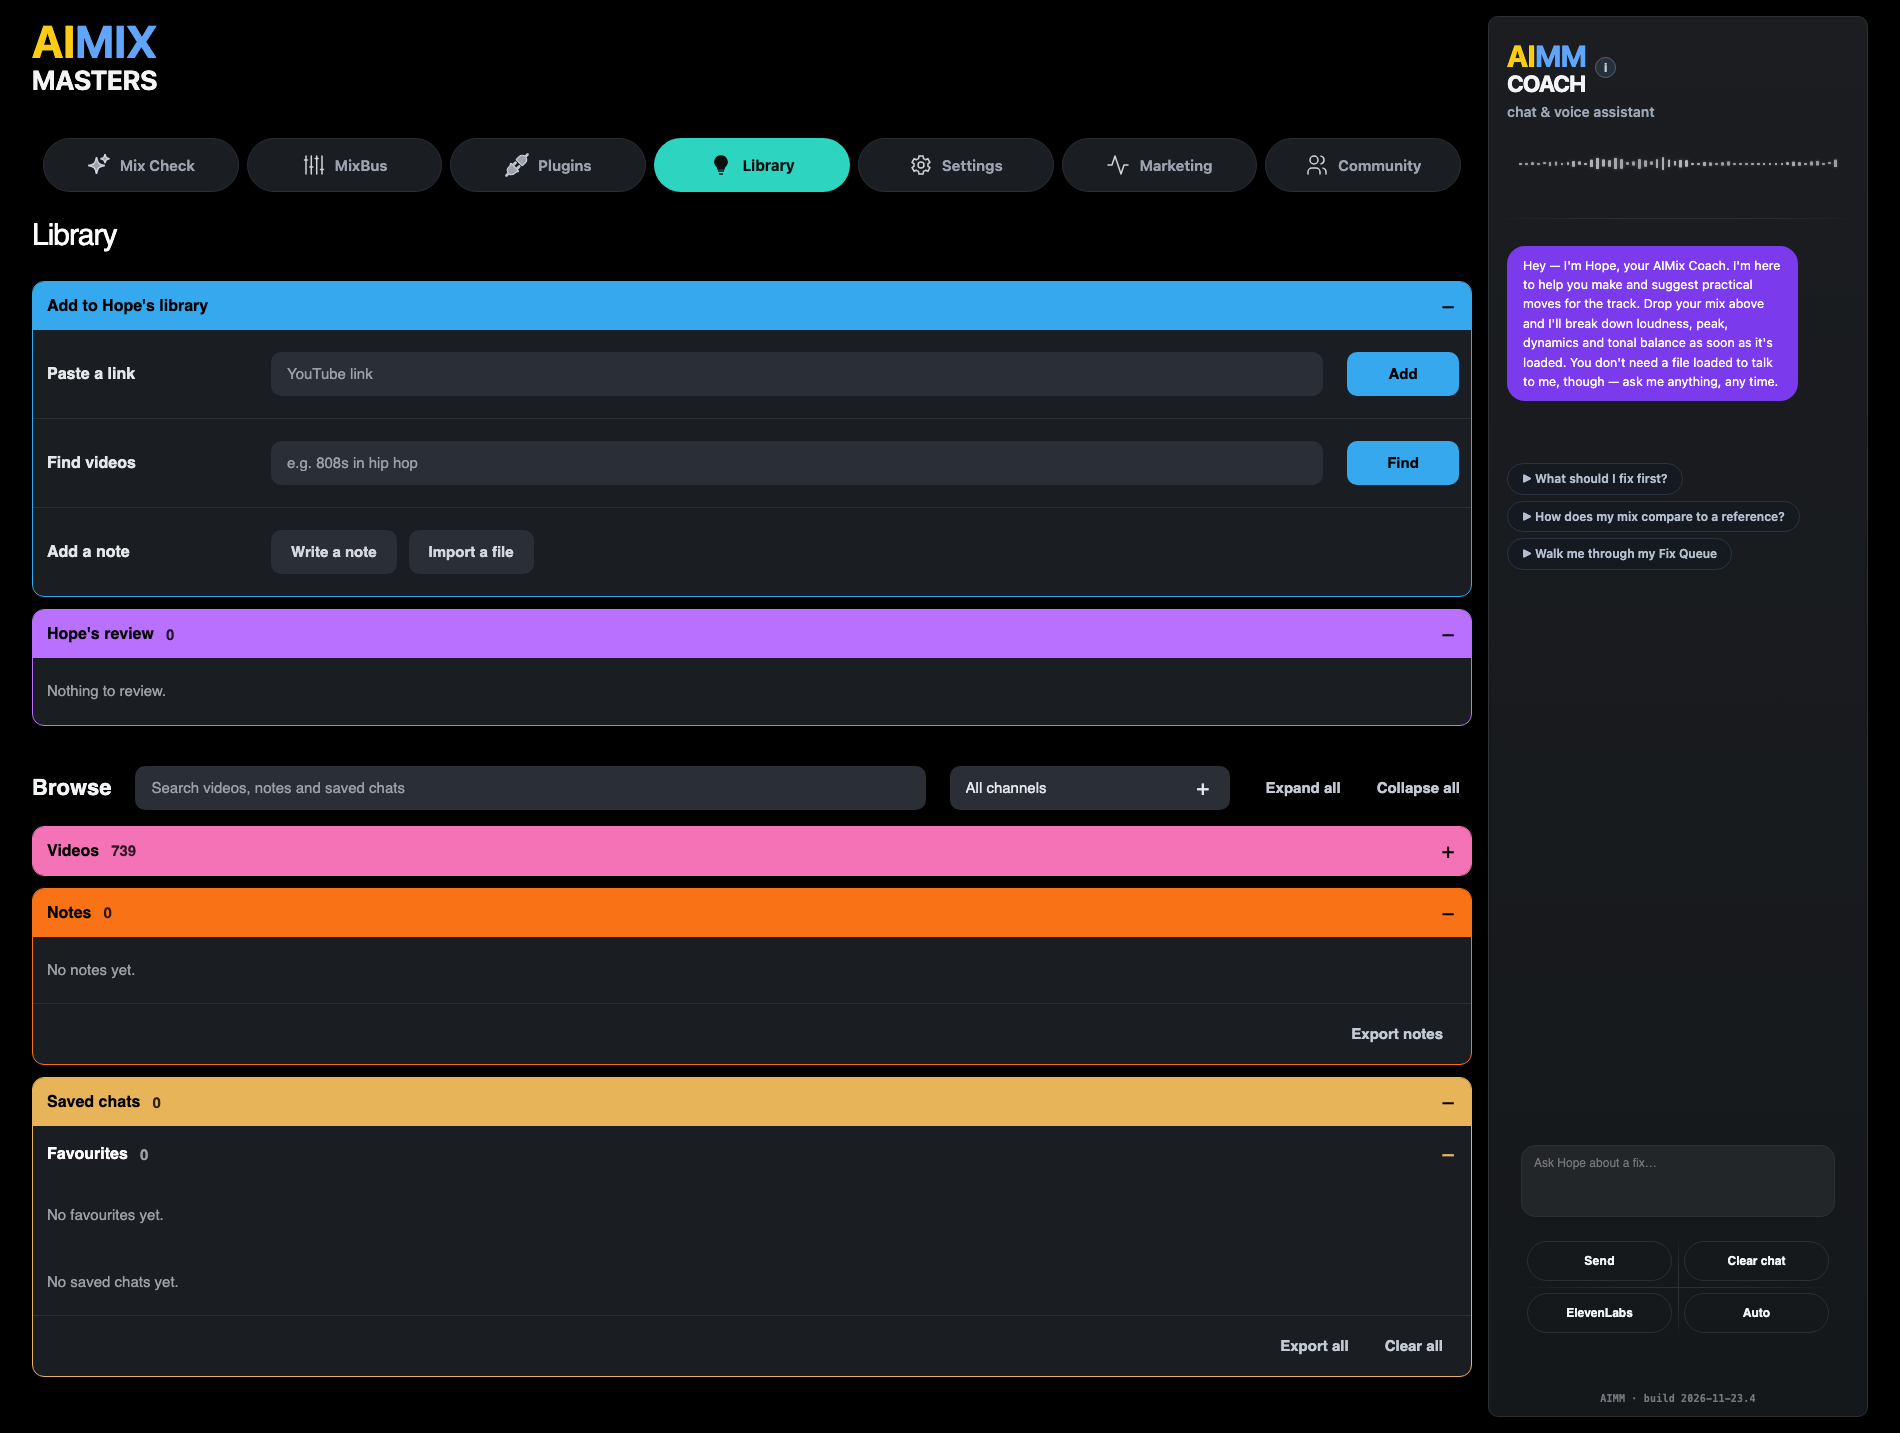 AIMIX
MASTERS
Mix Check
MixBus
Plugins
Library
Settings
Marketing
Community
Library
Add to Hope's library
Paste a link
YouTube link
Add
Find videos
e.g. 808s in hip hop
Find
Add a note
Write a note
Import a file
Hope's review 0
Nothing to review.
Browse
Search videos, notes and saved chats
All channels
Expand all
Collapse all
Videos 739
Notes 0
No notes yet.
Export notes
Saved chats 0
Favourites 0
No favourites yet.
No saved chats yet.
Export all
Clear all
AIMM
COACH
i
chat & voice assistant
Hey — I'm Hope, your AIMix Coach. I'm here
to help you make and suggest practical
moves for the track. Drop your mix above
and I'll break down loudness, peak,
dynamics and tonal balance as soon as it's
loaded. You don't need a file loaded to talk
to me, though — ask me anything, any time.
What should I fix first?
How does my mix compare to a reference?
Walk me through my Fix Queue
Ask Hope about a fix...
Send
Clear chat
ElevenLabs
Auto
AIMM · build 2026-11-23.4